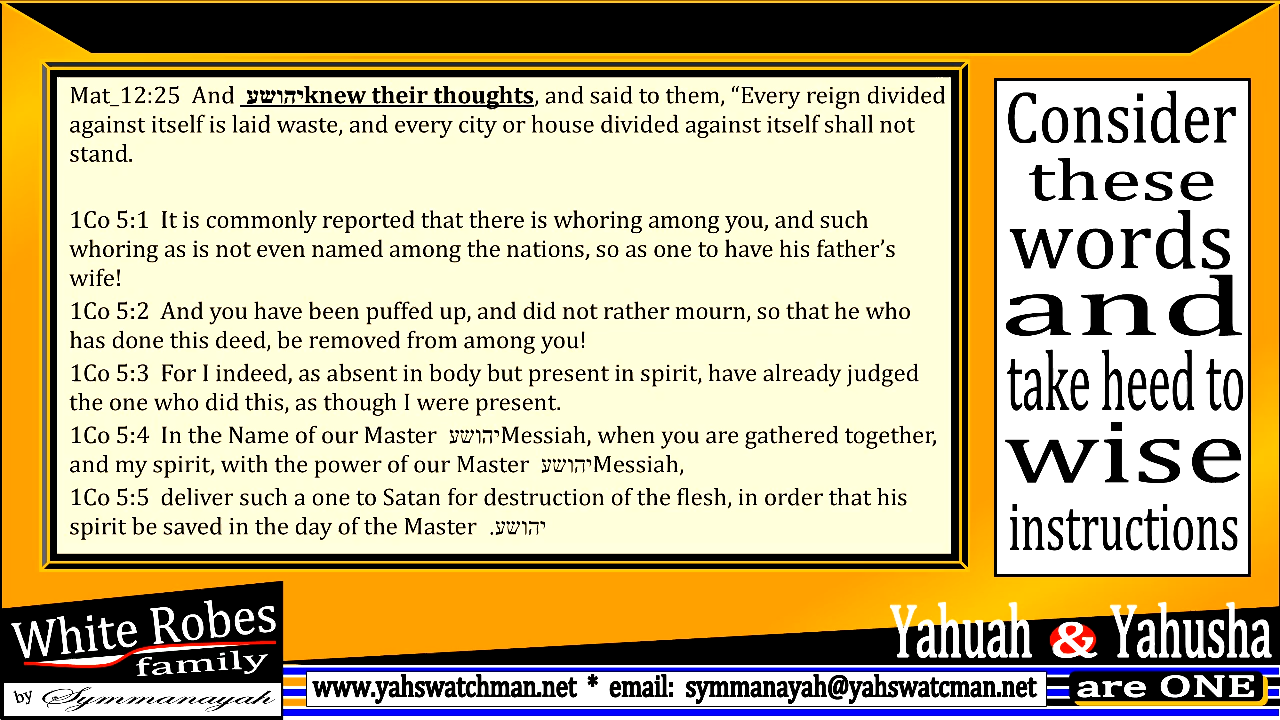 Mat_12:25 And יהושע knew their thoughts, and said to them, “Every reign divided
against itself is laid waste, and every city or house divided against itself shall not
stand.
1Co 5:1 It is commonly reported that there is whoring among you, and such
whoring as is not even named among the nations, so as one to have his father’s
wife!
1Co 5:2 And you have been puffed up, and did not rather mourn, so that he who
has done this deed, be removed from among you!
1Co 5:3 For I indeed, as absent in body but present in spirit, have already judged
the one who did this, as though I were present.
1Co 5:4 In the Name of our Master יהושע Messiah, when you are gathered together,
and my spirit, with the power of our Master יהושע Messiah,
1Co 5:5 deliver such a one to Satan for destruction of the flesh, in order that his
spirit be saved in the day of the Master יהושע.
Consider
these
words
and
take heed to
wise
instructions
White Robes
family
by Symmanayah
Yahuah & Yahusha
are ONE
www.yahswatchman.net * email: symmanayah@yahswatcman.net